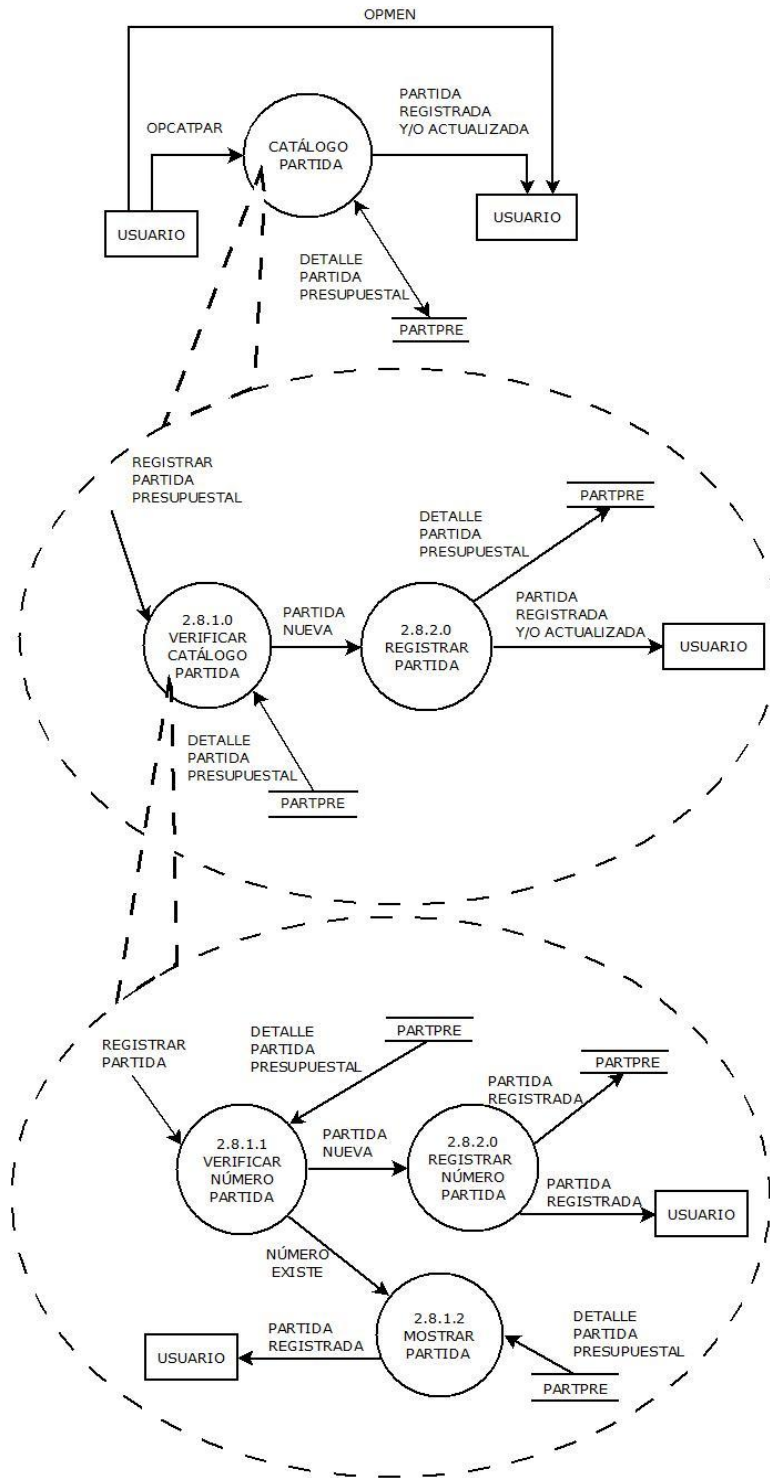 OPMEN
OPCATPAR
CATÁLOGO
PARTIDA
PARTIDA
REGISTRADA
Y/O ACTUALIZADA
USUARIO
USUARIO
DETALLE
PARTIDA
PRESUPUESTAL
PARTPRE
REGISTRAR
PARTIDA
PRESUPUESTAL
PARTPRE
DETALLE
PARTIDA
PRESUPUESTAL
2.8.1.0
VERIFICAR
CATÁLOGO
PARTIDA
PARTIDA
NUEVA
2.8.2.0
REGISTRAR
PARTIDA
PARTIDA
REGISTRADA
Y/O ACTUALIZADA
USUARIO
DETALLE
PARTIDA
PRESUPUESTAL
PARTPRE
REGISTRAR
PARTIDA
DETALLE
PARTIDA
PRESUPUESTAL
PARTPRE
PARTPRE
PARTIDA
REGISTRADA
2.8.1.1
VERIFICAR
NÚMERO
PARTIDA
PARTIDA
NUEVA
2.8.2.0
REGISTRAR
NÚMERO
PARTIDA
PARTIDA
REGISTRADA
USUARIO
NÚMERO
EXISTE
2.8.1.2
MOSTRAR
PARTIDA
PARTIDA
REGISTRADA
USUARIO
DETALLE
PARTIDA
PRESUPUESTAL
PARTPRE